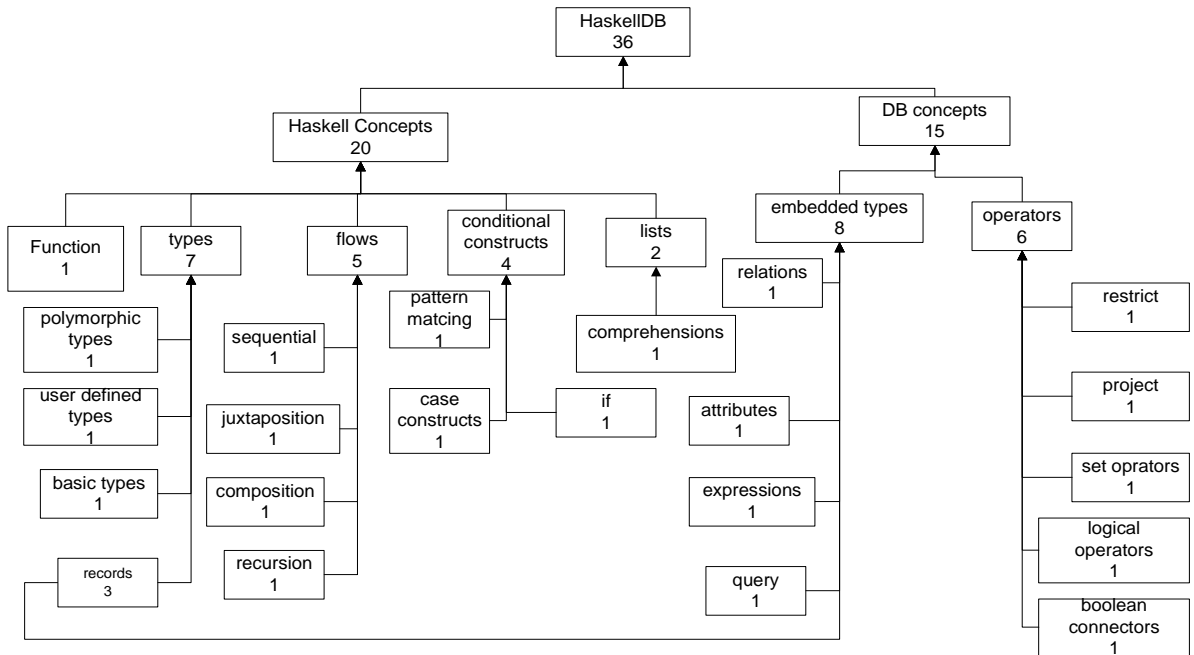 HaskellDB
36
Haskell Concepts
20
DB concepts
15
Function
1
types
7
flows
5
conditional
constructs
4
lists
2
embedded types
8
operators
6
polymorphic
types
1
user defined
types
1
basic types
1
records
3
sequential
1
juxtaposition
1
composition
1
recursion
1
pattern
matcing
1
case
constructs
1
if
1
comprehensions
1
relations
1
attributes
1
expressions
1
query
1
restrict
1
project
1
set oprators
1
logical
operators
1
boolean
connectors
1